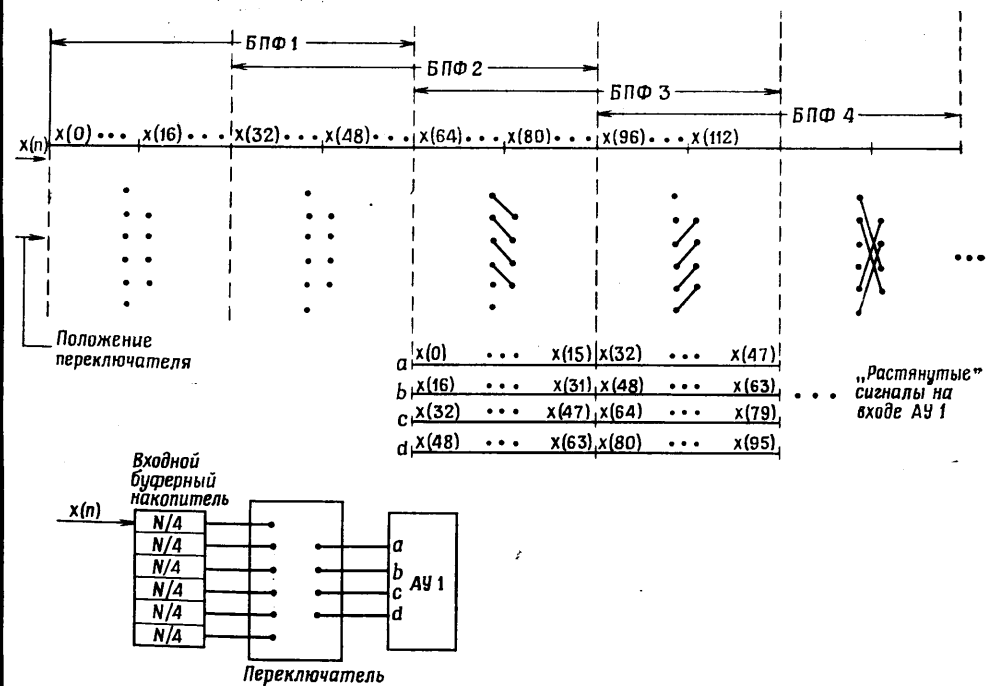 БПФ 1
БПФ 2
БПФ 3
БПФ 4
x(n)
x(0) ••• x(16) ••• x(32) ••• x(48) ••• x(64) ••• x(80) ••• x(96) ••• x(112)
•••
Положение
переключателя
a x(0) ••• x(15) x(32) ••• x(47)
b x(16) ••• x(31) x(48) ••• x(63)
c x(32) ••• x(47) x(64) ••• x(79)
d x(48) ••• x(63) x(80) ••• x(95)
•••
„Растянутые”
сигналы на
входе АУ 1
Входной
буферный
накопитель
x(n)
N/4
N/4
N/4
N/4
N/4
N/4
a
b
c
d
АУ 1
Переключатель